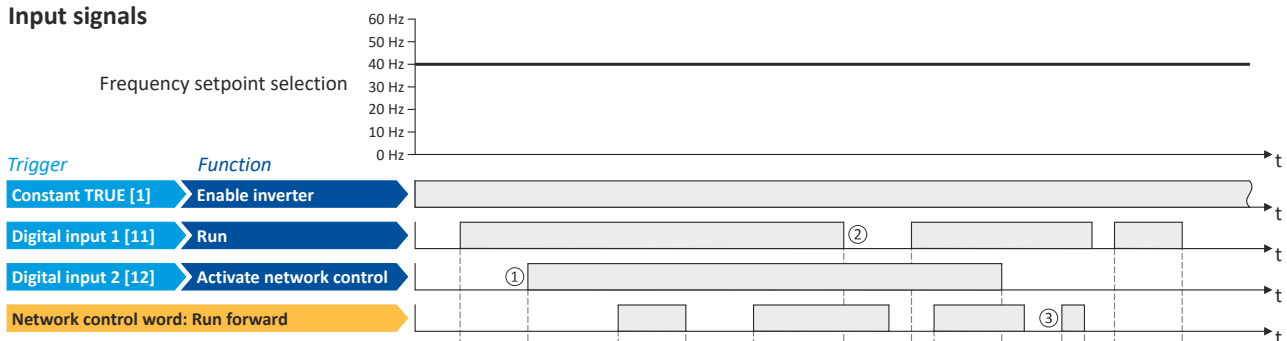 Input signals
60 Hz
50 Hz
Frequency setpoint selection
40 Hz
30 Hz
20 Hz
10 Hz
0 Hz
t
Trigger Function
Constant TRUE [1] Enable inverter
t
Digital input 1 [11] Run ②
t
Digital input 2 [12] Activate network control ①
t
Network control word: Run forward ③
t